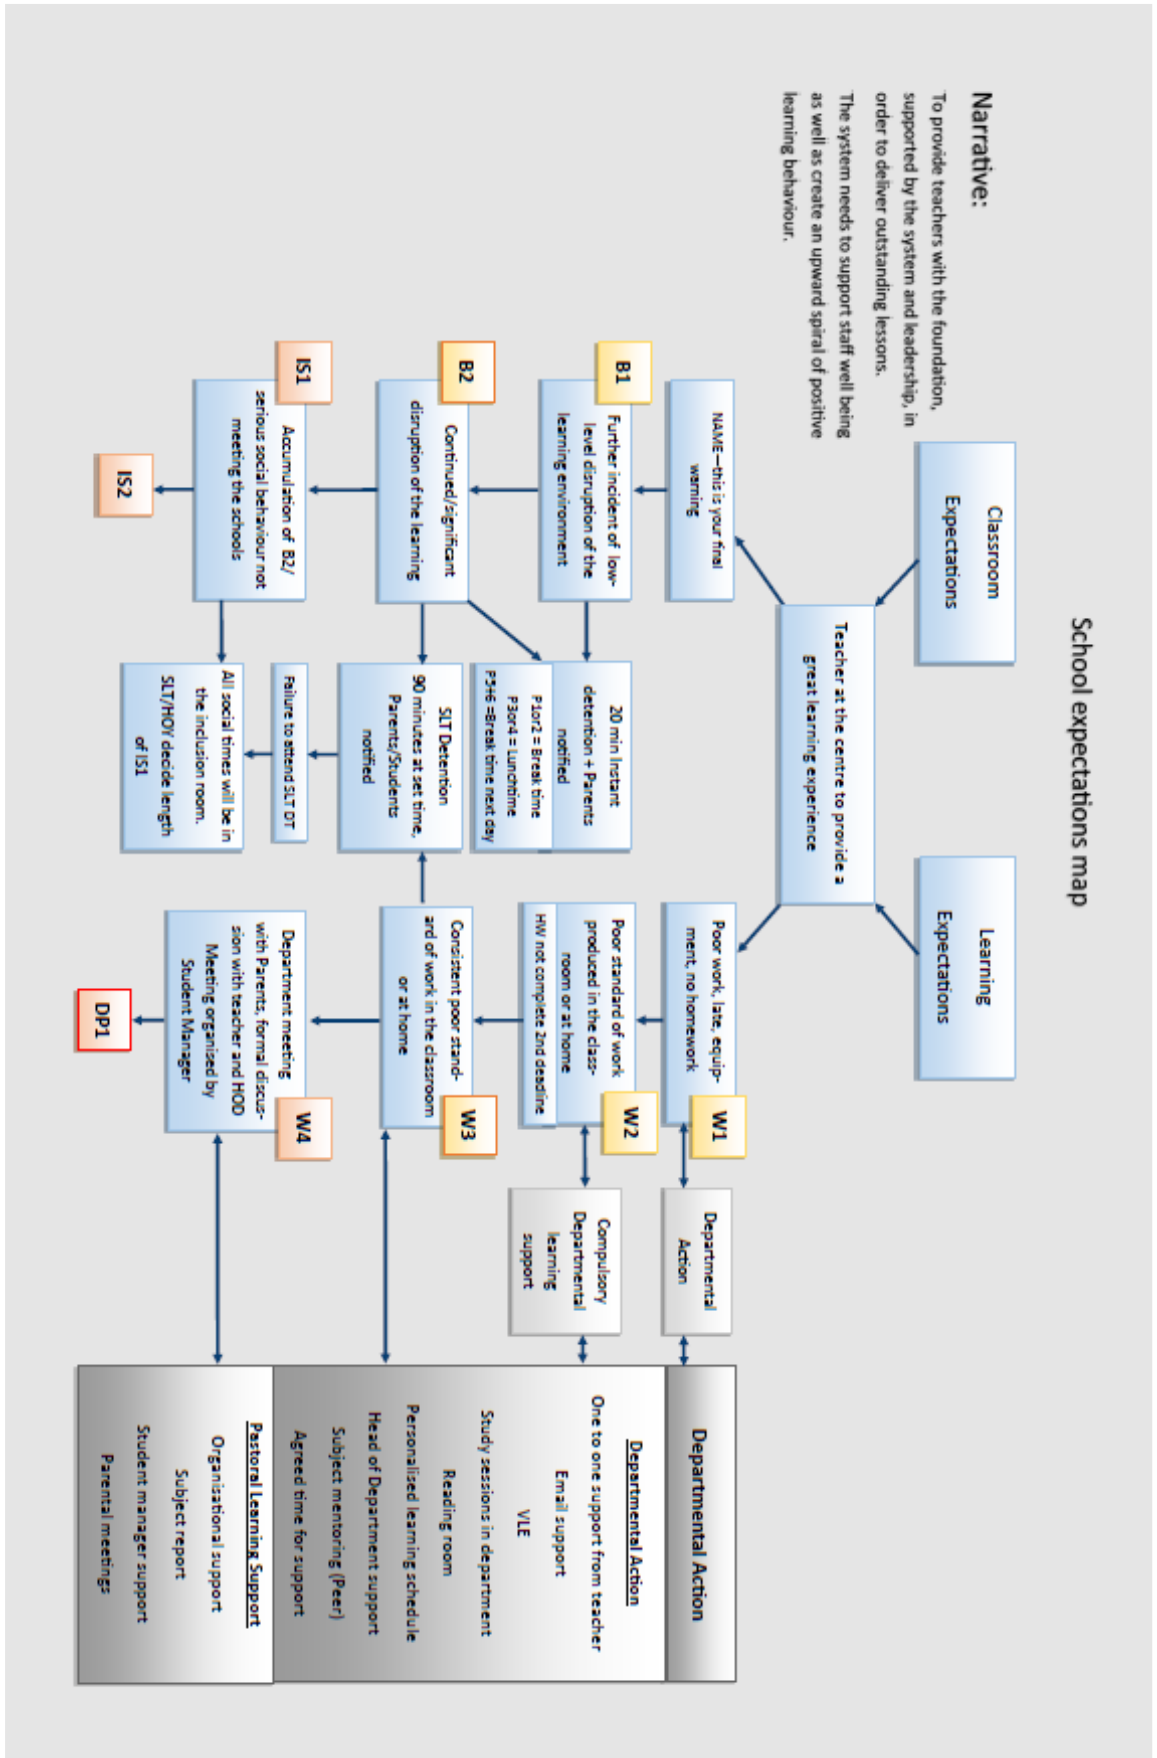 School expectations map
Narrative:
To provide teachers with the foundation,
supported by the system and leadership, in
order to deliver outstanding lessons.
The system needs to support staff well being
as well as create an upward spiral of positive
learning behaviour.
Classroom
Expectations
Learning
Expectations
Teacher at the centre to provide a
great learning experience
NAME—this is your final
warning
B1
Further incident of low-
level disruption of the
learning environment
20 min Instant
detention + Parents
notified
P1or2 = Break time
P3or4 = Lunchtime
P5+6 =Break time next day
B2
Continued/significant
disruption of the learning
SLT Detention
90 minutes at set time,
Parents/Students
notified
Failure to attend SLT DT
IS1
Accumulation of B2/
serious social behaviour not
meeting the schools
All social times will be in
the inclusion room.
SLT/HOY decide length
of IS1
IS2
Poor work, late, equip-
ment, no homework
W1
Departmental
Action
Poor standard of work
produced in the class-
room or at home
HW not complete 2nd deadline
W2
Compulsory
Departmental
learning
support
Consistent poor stand-
ard of work in the classroom
or at home
W3
Department meeting
with Parents, formal discus-
sion with teacher and HOD
Meeting organised by
Student Manager
W4
DP1
Departmental Action
Departmental Action
One to one support from teacher
Email support
VLE
Study sessions in department
Reading room
Personalised learning schedule
Head of Department support
Subject mentoring (Peer)
Agreed time for support
Pastoral Learning Support
Organisational support
Subject report
Student manager support
Parental meetings